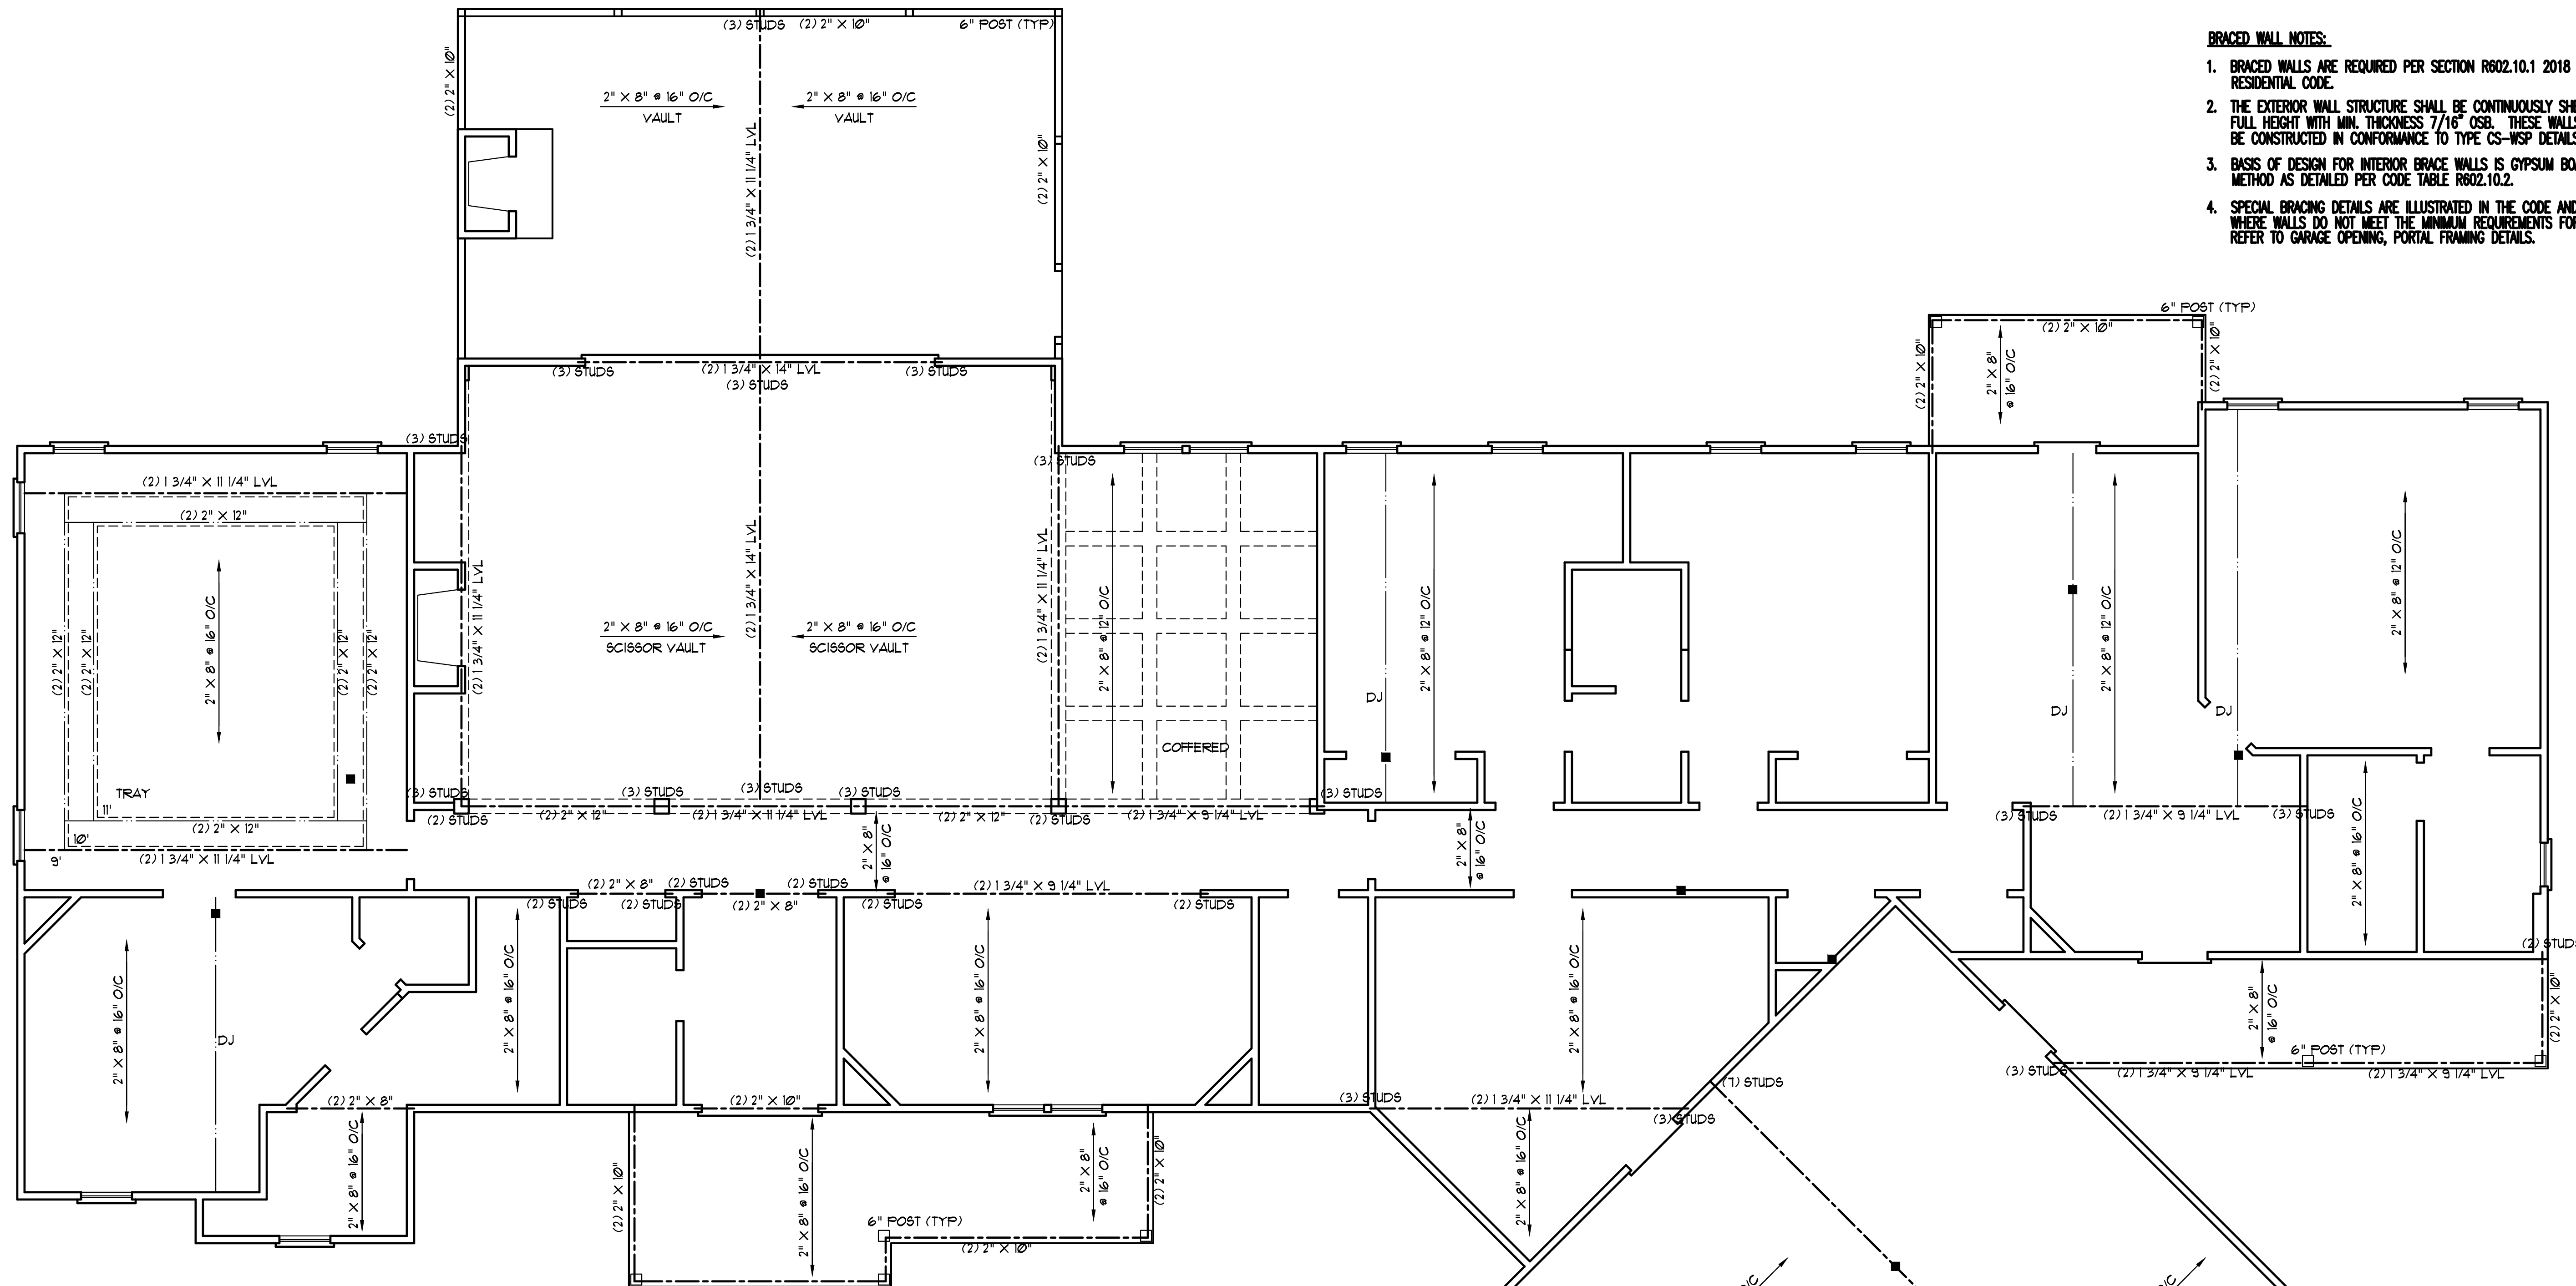 (3) STUDS
(2) 2" X 10"
6" POST (TYP)
(2) 2" X 10"
2" X 8" @ 16" O/C
VAULT
2" X 8" @ 16" O/C
VAULT
(2) 1 3/4" X 11 1/4" LVL
(2) 2" X 10"
BRACED WALL NOTES:
1. BRACED WALLS ARE REQUIRED PER SECTION R602.10.1 2018
RESIDENTIAL CODE.
2. THE EXTERIOR WALL STRUCTURE SHALL BE CONTINUOUSLY
FULL HEIGHT WITH MIN. THICKNESS 7/16" OSB. THESE
BE CONSTRUCTED IN CONFORMANCE TO TYPE CS-WSP DETAILS
3. BASIS OF DESIGN FOR INTERIOR BRACE WALLS IS GYPSUM
METHOD AS DETAILED PER CODE TABLE R602.10.2.
4. SPECIAL BRACING DETAILS ARE ILLUSTRATED IN THE CODE AND
WHERE WALLS DO NOT MEET THE MINIMUM REQUIREMENTS
REFER TO GARAGE OPENING, PORTAL FRAMING DETAILS.
6" POST (TYP)
(2) 2" X 10"
(2) 2" X 10"
2" X 8"
@ 16" O/C
(2) 2" X 10"
(3) STUDS
(2) 1 3/4" X 14" LVL
(3) STUDS
(3) STUDS
(3) STUDS
(3) STUDS
(2) 1 3/4" X 11 1/4" LVL
(2) 2" X 12"
(2) 2" X 12"
(2) 2" X 12"
2" X 8" @ 16" O/C
(2) 2" X 12"
(2) 2" X 12"
TRAY
11'
(2) 2" X 12"
10'
9'
(2) 1 3/4" X 11 1/4" LVL
(2) 1 3/4" X 11 1/4" LVL
2" X 8" @ 16" O/C
SCISSOR VAULT
(2) 1 3/4" X 14" LVL
2" X 8" @ 16" O/C
SCISSOR VAULT
(2) 1 3/4" X 11 1/4" LVL
2" X 8" @ 12" O/C
COFFERED
DJ
2" X 8" @ 12" O/C
DJ
2" X 8" @ 12" O/C
DJ
2" X 8" @ 12" O/C
(3) STUDS
(3) STUDS
(3) STUDS
(3) STUDS
(3) STUDS
(2) STUDS
(2) 2" X 12"
(2) 1 3/4" X 11 1/4" LVL
(2) 2" X 12"
(2) STUDS
(2) 1 3/4" X 9 1/4" LVL
(3) STUDS
(2) 1 3/4" X 9 1/4" LVL
(3) STUDS
2" X 8"
@ 16" O/C
2" X 8"
@ 16" O/C
2" X 8" @ 16" O/C
(2) 2" X 8"
(2) STUDS
(2) STUDS
(2) 1 3/4" X 9 1/4" LVL
(2) STUDS
(2) STUDS
(2) 2" X 8"
(2) STUDS
(2) STUDS
2" X 8" @ 16" O/C
DJ
2" X 8" @ 16" O/C
2" X 8" @ 16" O/C
2" X 8" @ 16" O/C
2" X 8"
@ 16" O/C
(2) 2" X 10"
6" POST (TYP)
(3) STUDS
(2) 1 3/4" X 9 1/4" LVL
(2) 1 3/4" X 9 1/4" LVL
(7) STUDS
(2) 2" X 8"
(2) 2" X 10"
(3) STUDS
(2) 1 3/4" X 11 1/4" LVL
(3) STUDS
2" X 8" @ 16" O/C
(2) 2" X 10"
2" X 8" @ 16" O/C
2" X 8"
@ 16" O/C
(2) 2" X 10"
2" X 8" @ 16" O/C
6" POST (TYP)
(2) 2" X 10"